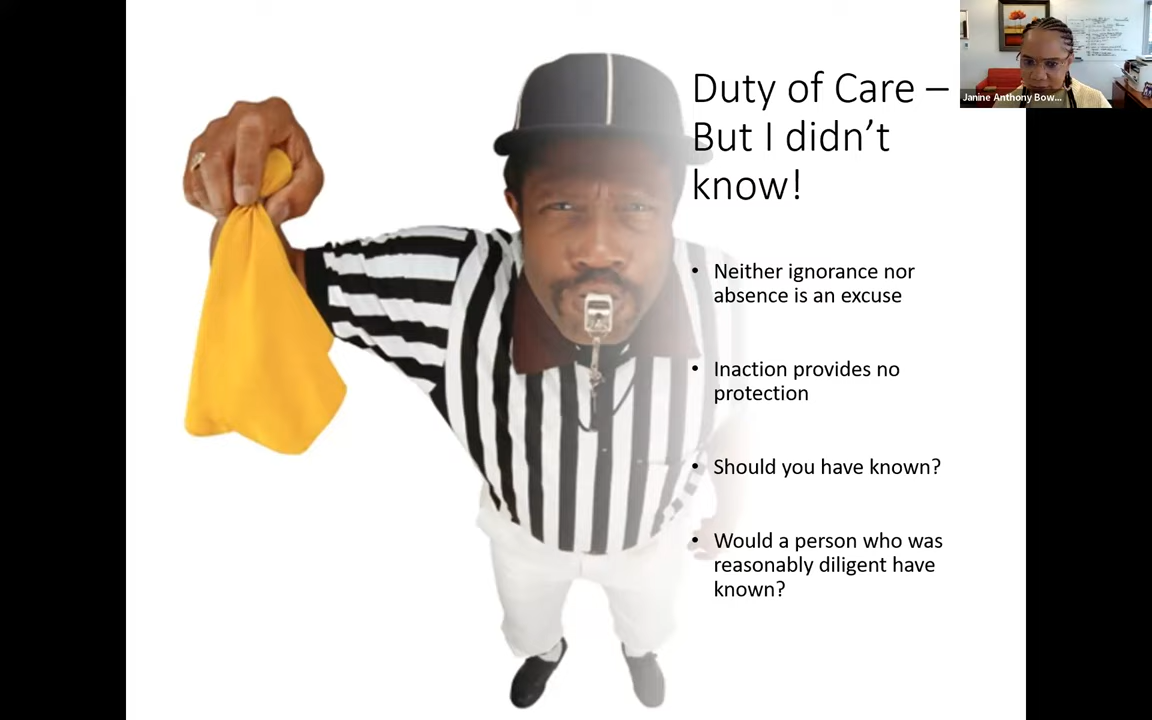 Duty of Care –
But I didn't
know!
• Neither ignorance nor
absence is an excuse
• Inaction provides no
protection
• Should you have known?
• Would a person who was
reasonably diligent have
known?
Janine Anthony Bow...